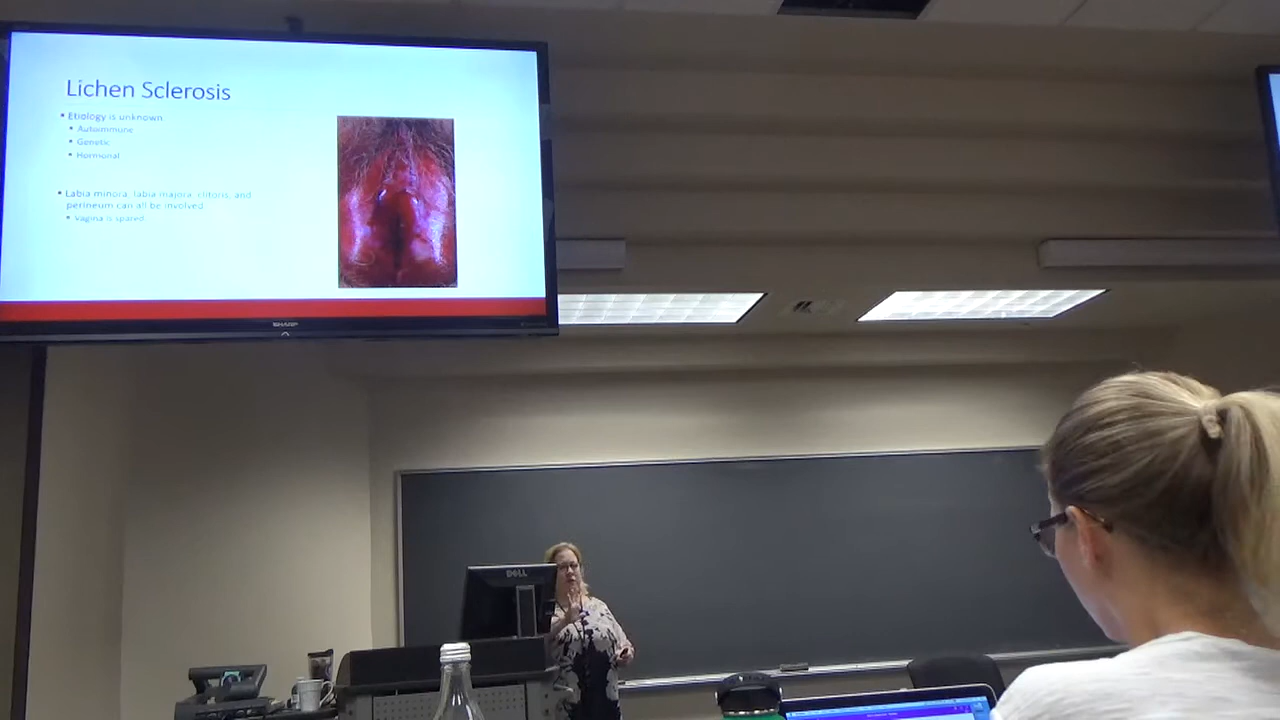 Lichen Sclerosis
Etiology is unknown
Autoimmune
Genetic
Hormonal
Labia minora, labia majora, clitoris, and
perineum can all be involved.
Vagina is spared
SHARP
DELL